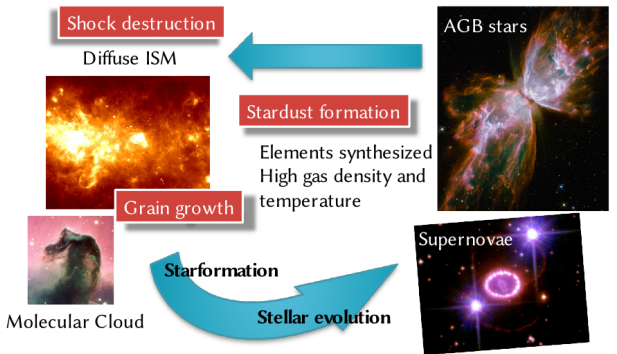 Shock destruction
Diffuse ISM
AGB stars
Stardust formation
Elements synthesized
High gas density and
temperature
Grain growth
Supernovae
Starformation
Stellar evolution
Molecular Cloud